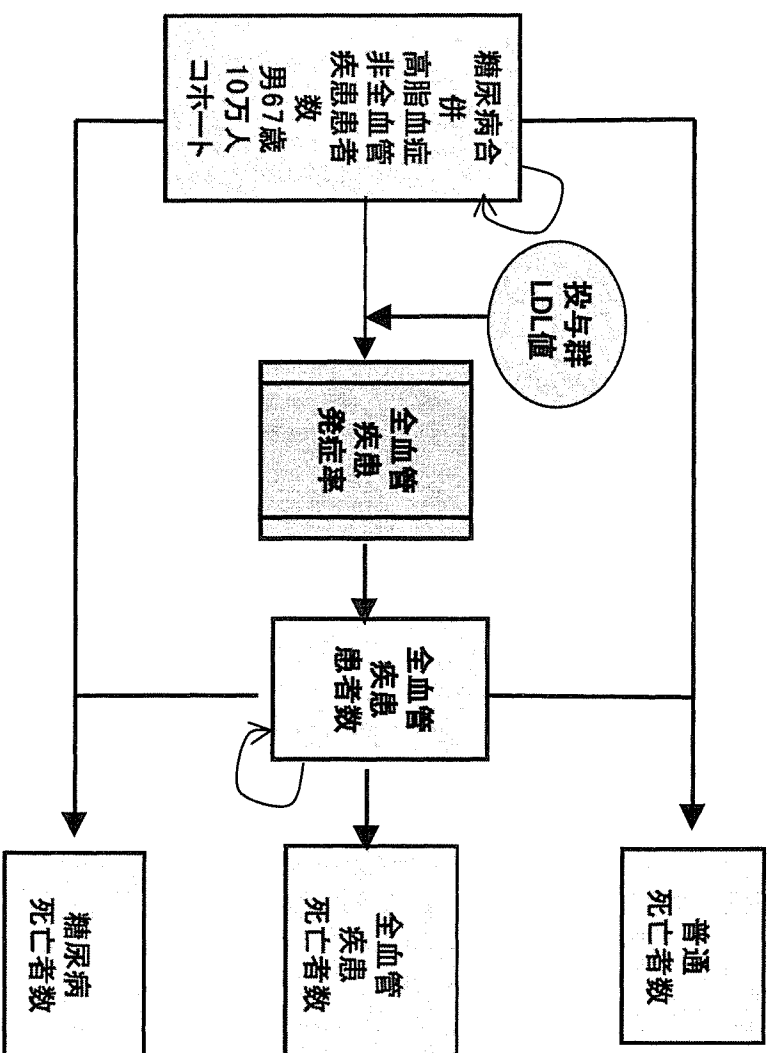 糖尿病合
併
高脂血症
非全血管
疾患患者
数
男67歳
10万人
コホート
投与群
LDL値
全血管
疾患
発症率
全血管
疾患
患者数
普通
死亡者数
全血管
疾患
死亡者数
糖尿病
死亡者数